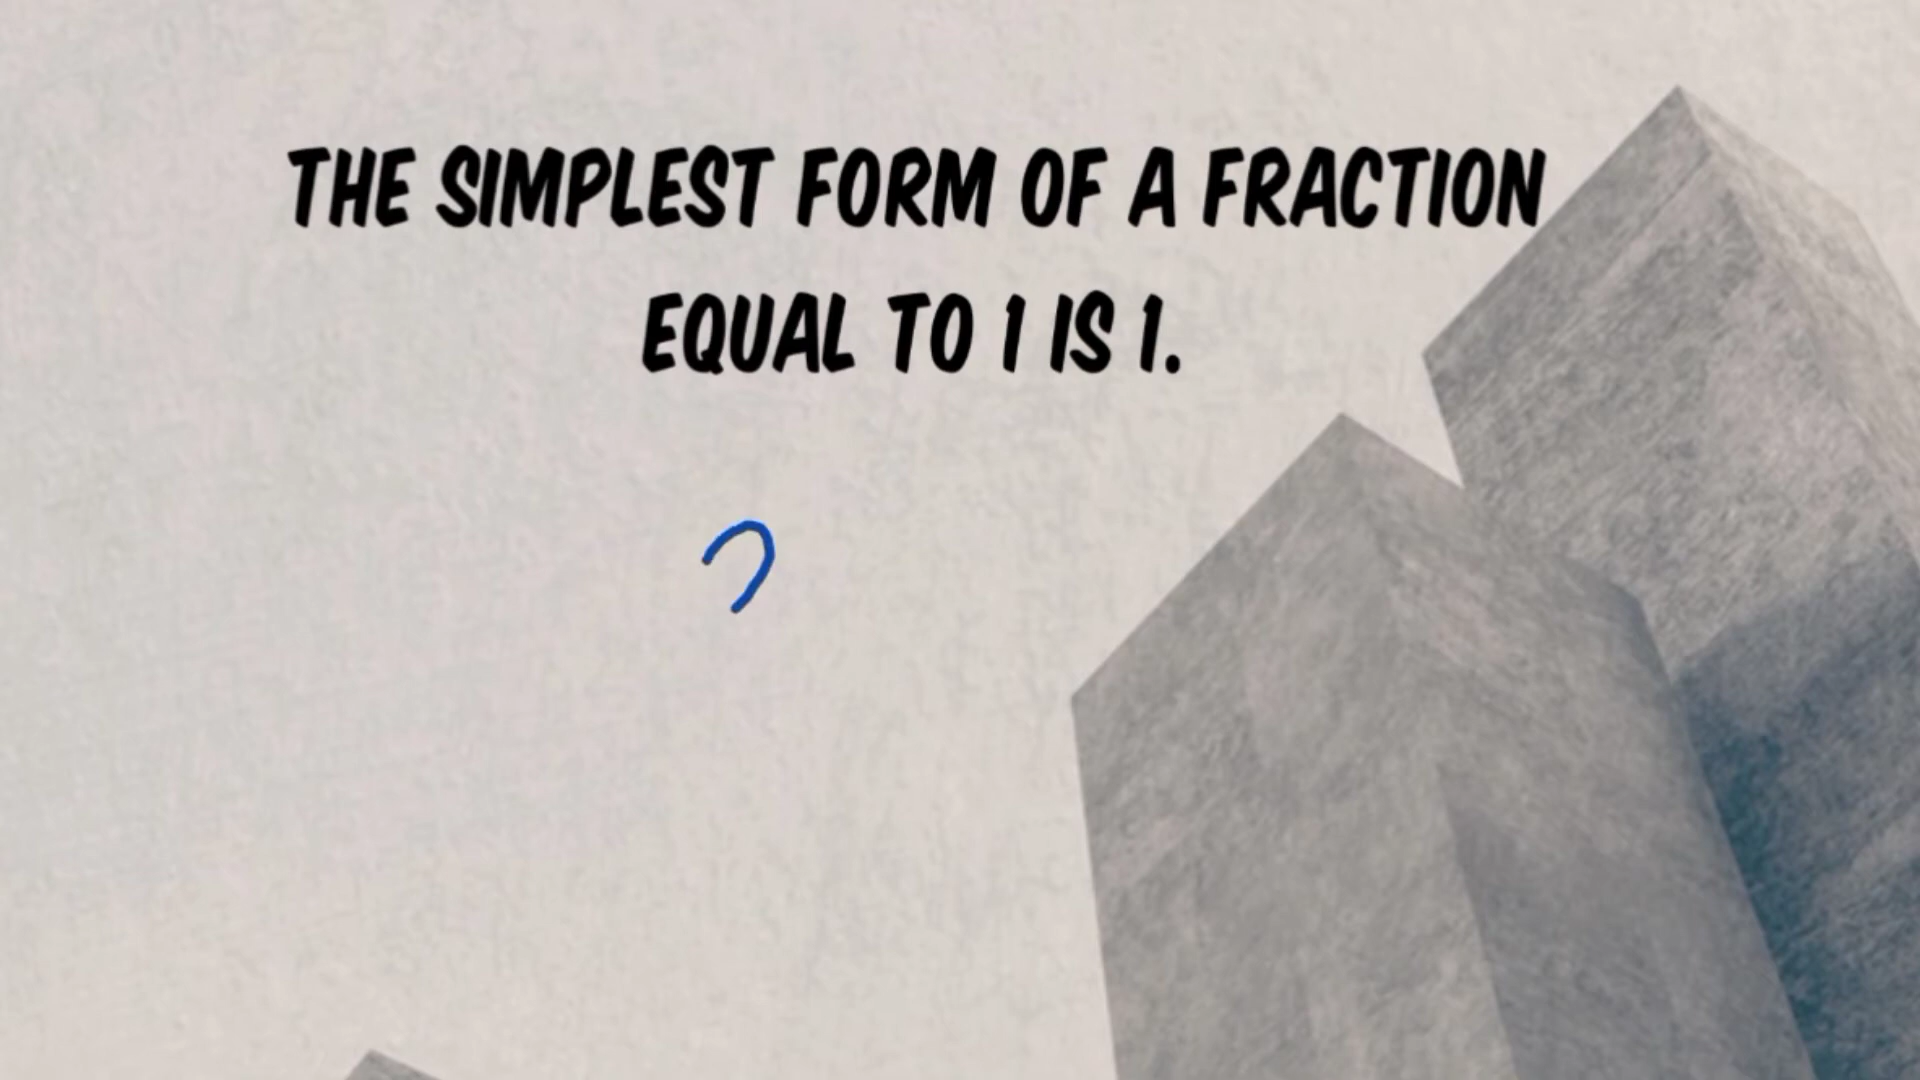 THE SIMPLEST FORM OF A FRACTION
EQUAL TO 1 IS 1.